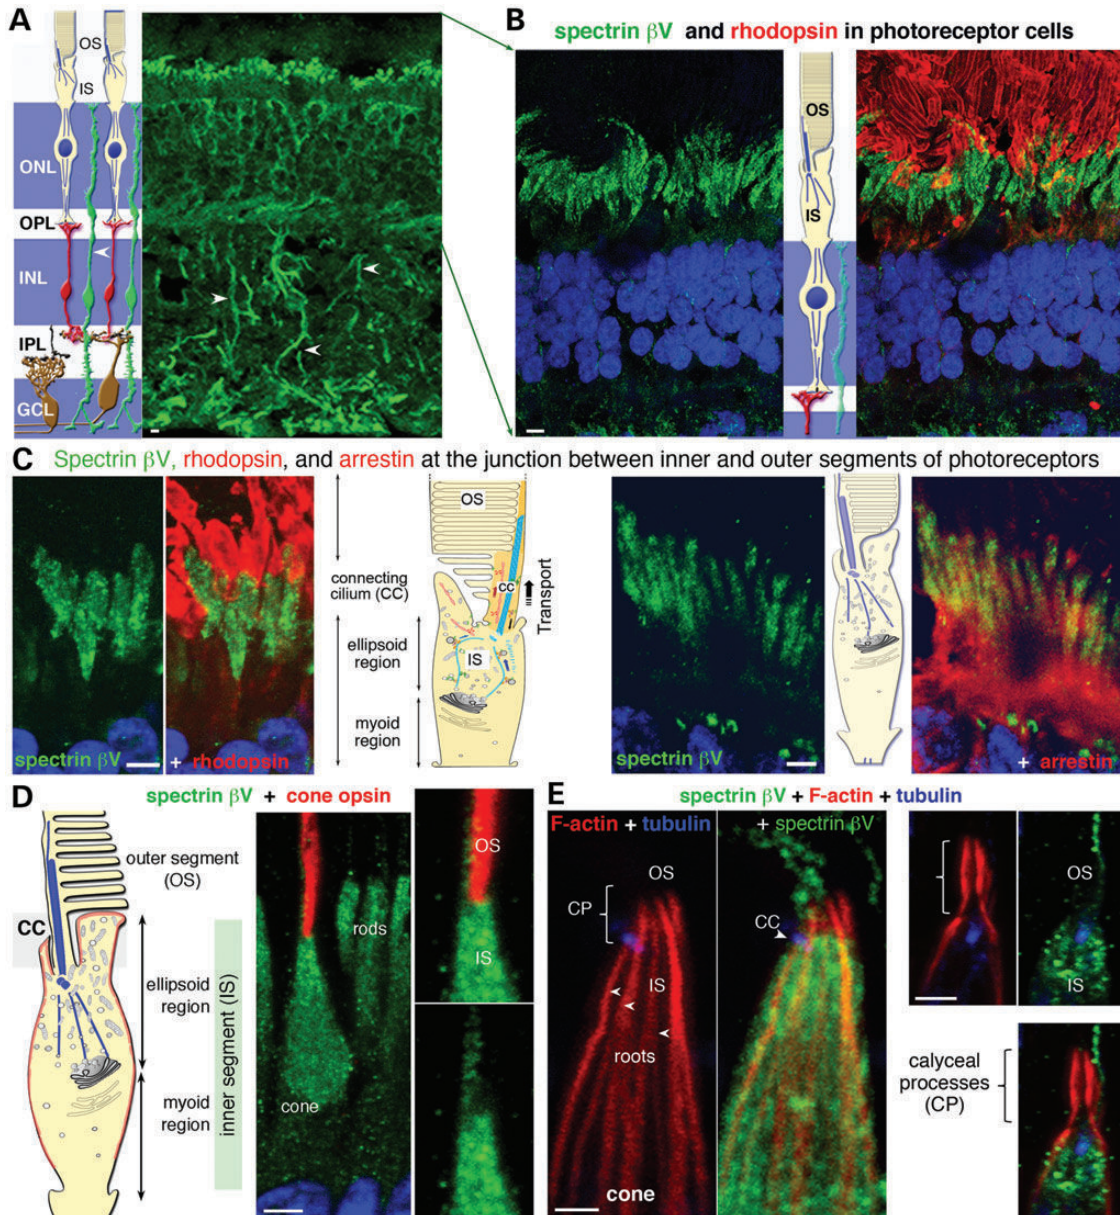 A
OS
IS
ONL
OPL
INL
IPL
GCL
B
spectrin βV and rhodopsin in photoreceptor cells
OS
IS
C Spectrin βV, rhodopsin, and arrestin at the junction between inner and outer segments of photoreceptors
spectrin βV
+ rhodopsin
connecting
cilium (CC)
ellipsoid
region
myoid
region
OS
CC
IS
Transport
spectrin βV
+ arrestin
D
spectrin βV + cone opsin
outer segment
(OS)
CC
ellipsoid
region
myoid
region
inner segment (IS)
rods
cone
OS
IS
E
spectrin βV + F-actin + tubulin
F-actin + tubulin
+ spectrin βV
OS
CP
CC
IS
roots
cone
IS
calyceal
processes
(CP)